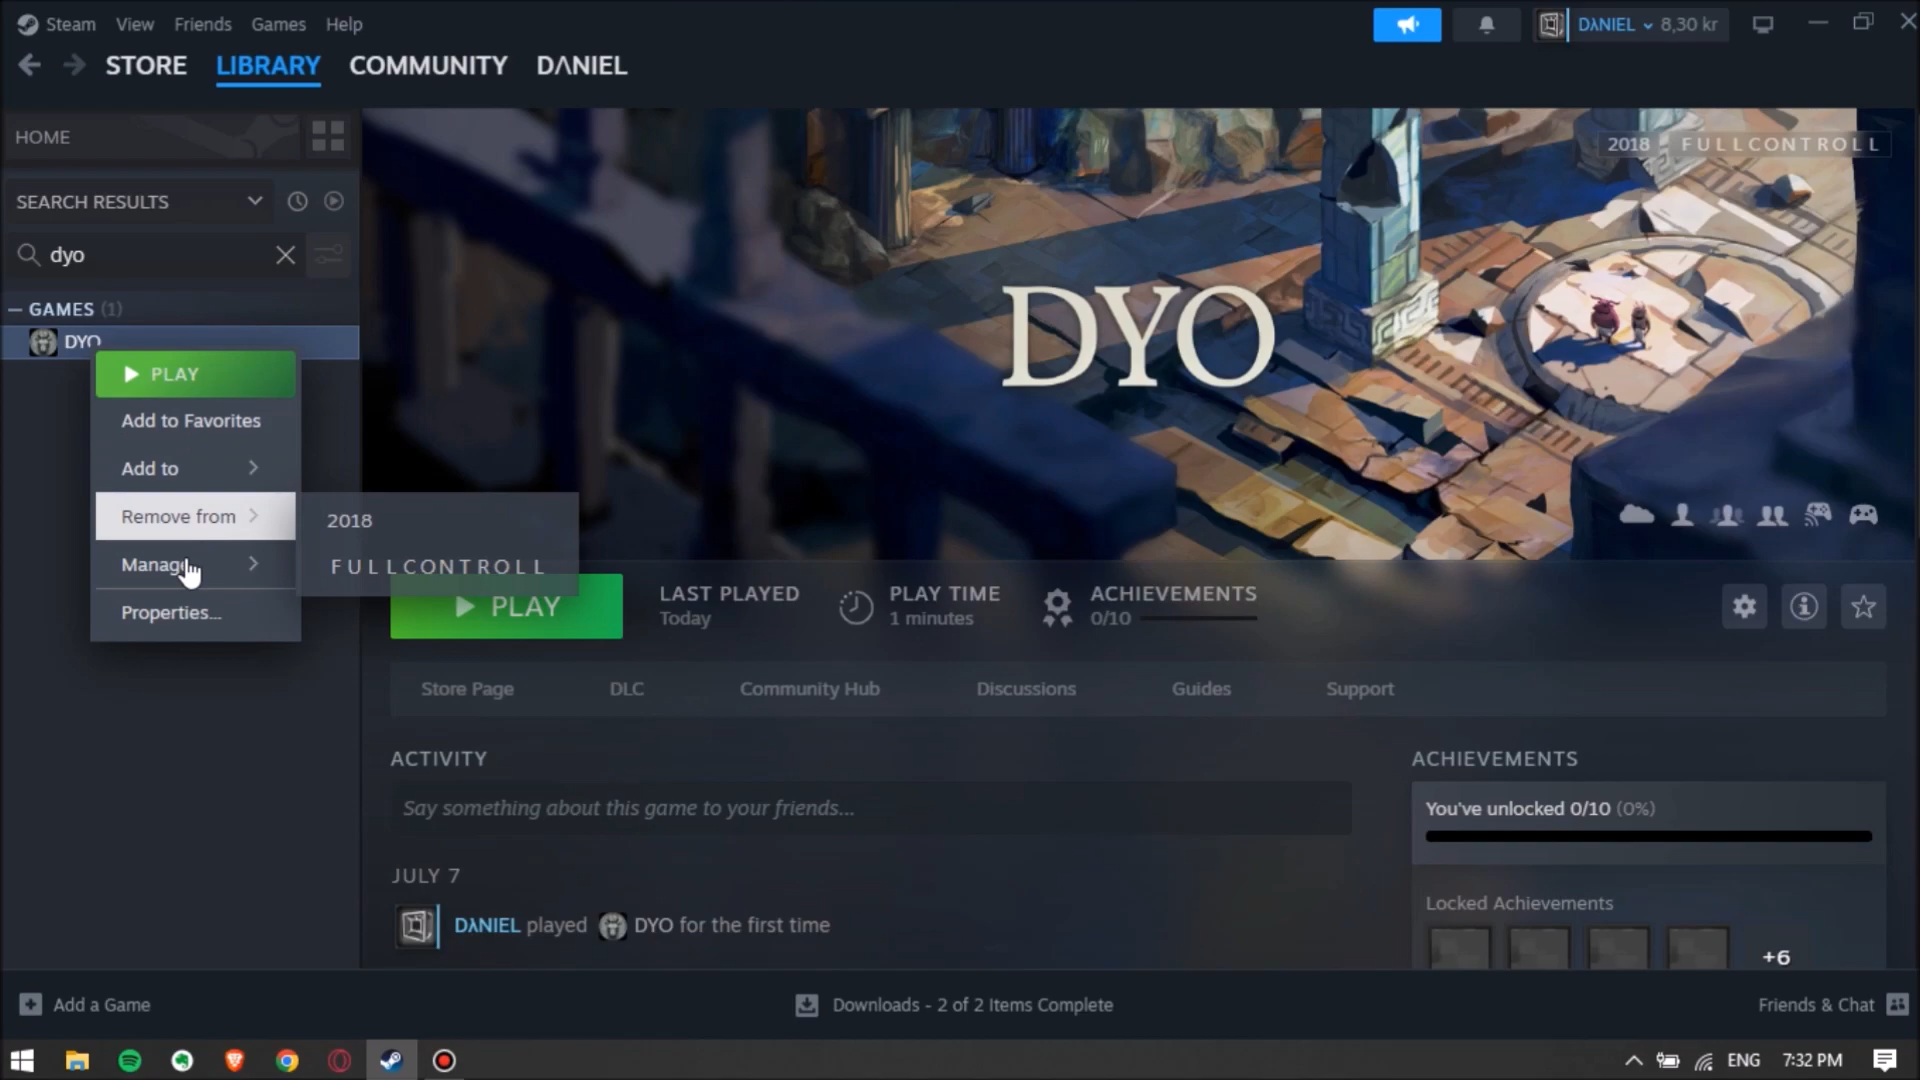 Steam View Friends Games Help
DΛNIEL 8,30 kr
STORE LIBRARY COMMUNITY DΛNIEL
HOME
2018 FULLCONTROLL
SEARCH RESULTS
dyo
GAMES (1)
DYO
DYO
PLAY
Add to Favorites
Add to
Remove from
2018
Manage
FULLCONTROLL
Properties...
PLAY
LAST PLAYED
Today
PLAY TIME
1 minutes
ACHIEVEMENTS
0/10
Store Page DLC Community Hub Discussions Guides Support
ACTIVITY
Say something about this game to your friends...
JULY 7
DΛNIEL played DYO for the first time
ACHIEVEMENTS
You've unlocked 0/10 (0%)
Locked Achievements
+6
Add a Game
Downloads - 2 of 2 Items Complete
Friends & Chat
ENG 7:32 PM